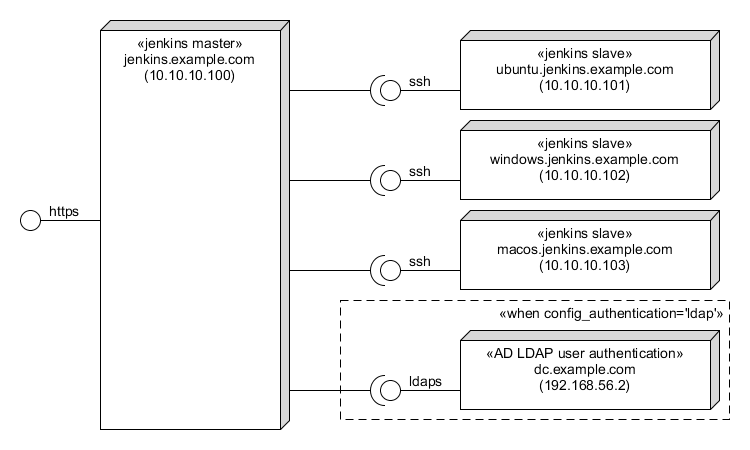 «jenkins master»
jenkins.example.com
(10.10.10.100)
https
ssh
«jenkins slave»
ubuntu.jenkins.example.com
(10.10.10.101)
ssh
«jenkins slave»
windows.jenkins.example.com
(10.10.10.102)
ssh
«jenkins slave»
macos.jenkins.example.com
(10.10.10.103)
«when config_authentication='ldap'»
ldaps
«AD LDAP user authentication»
dc.example.com
(192.168.56.2)